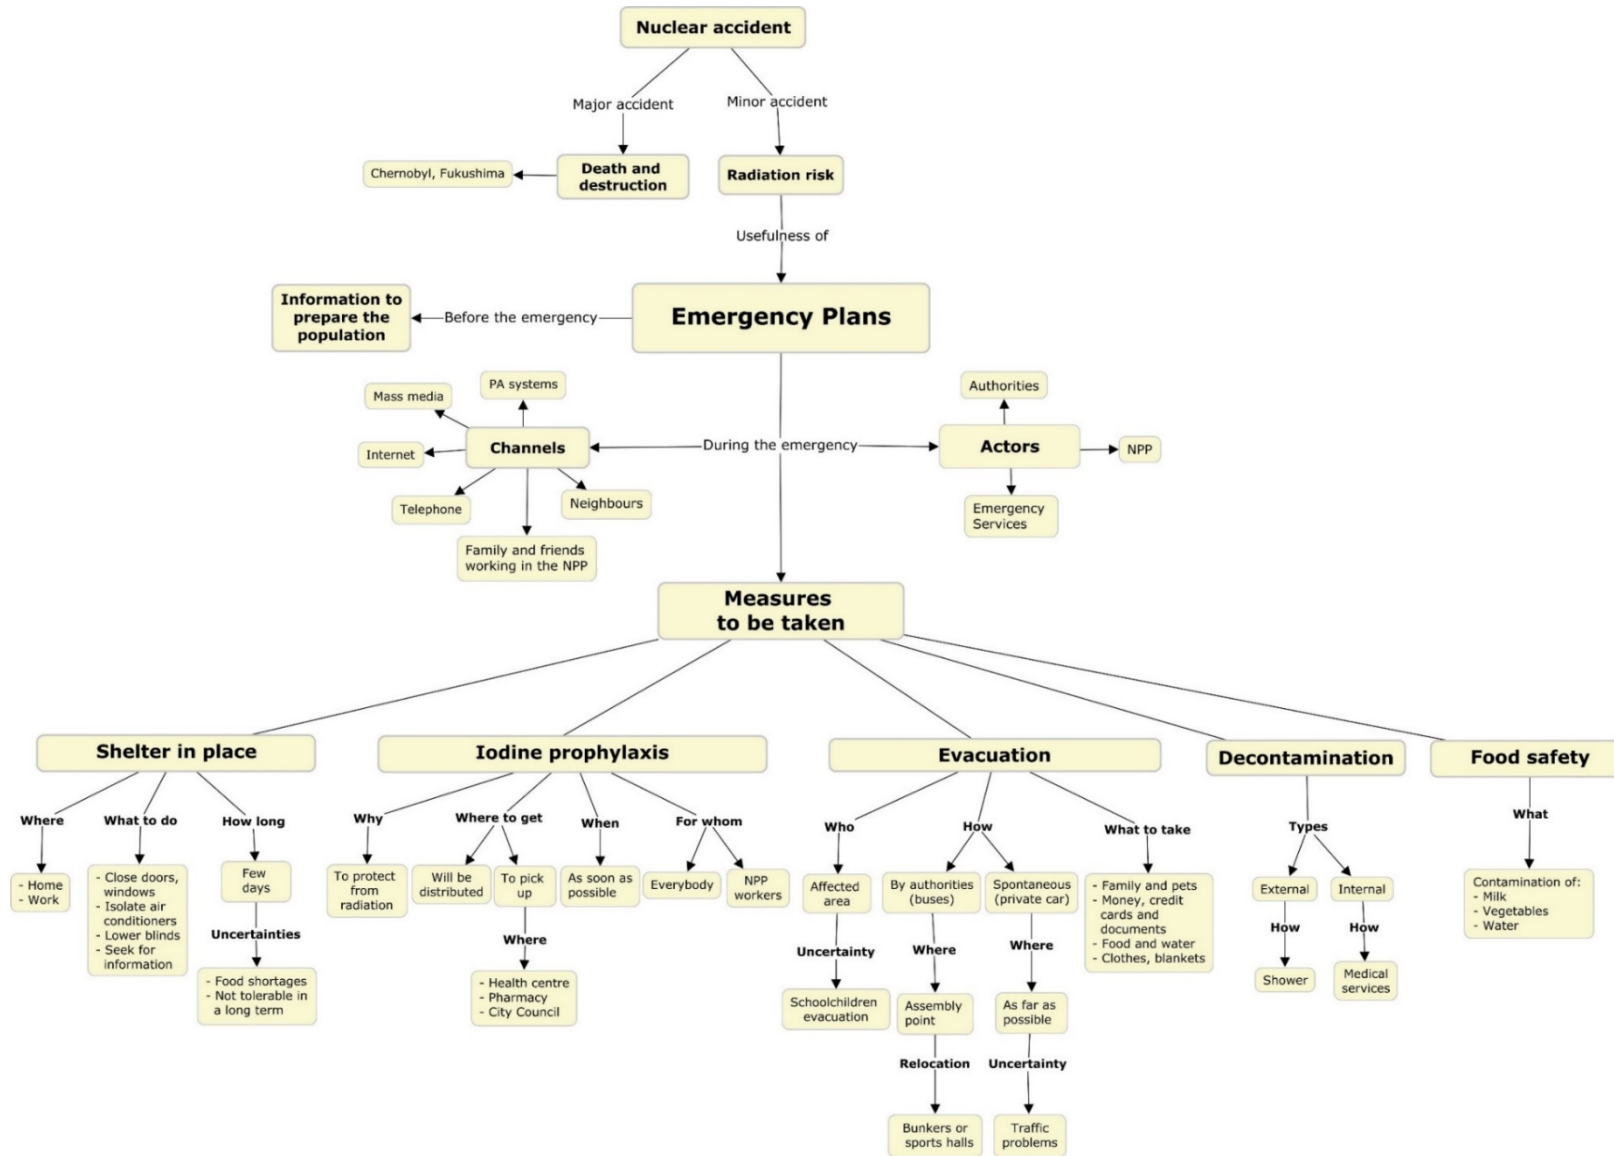 Nuclear accident
Major accident
Minor accident
Chernobyl, Fukushima
Death and
destruction
Radiation risk
Usefulness of
Information to
prepare the
population
Before the emergency
Emergency Plans
Mass media
PA systems
Internet
Channels
Telephone
Neighbours
Family and friends
working in the NPP
During the emergency
Authorities
Actors
NPP
Emergency
Services
Measures
to be taken
Shelter in place
Where
- Home
- Work
What to do
- Close doors,
windows
- Isolate air
conditioners
- Lower blinds
- Seek for
information
How long
Few
days
Uncertainties
- Food shortages
- Not tolerable in
a long term
Iodine prophylaxis
Why
To protect
from
radiation
Where to get
Will be
distributed
To pick
up
Where
- Health centre
- Pharmacy
- City Council
When
As soon as
possible
For whom
Everybody
NPP
workers
Evacuation
Who
Affected
area
Uncertainty
Schoolchildren
evacuation
How
By authorities
(buses)
Where
Assembly
point
Relocation
Bunkers or
sports halls
Spontaneous
(private car)
Where
As far as
possible
Uncertainty
Traffic
problems
What to take
- Family and pets
- Money, credit
cards and
documents
- Food and water
- Clothes, blankets
Decontamination
Types
External
How
Shower
Internal
How
Medical
services
Food safety
What
Contamination of:
- Milk
- Vegetables
- Water